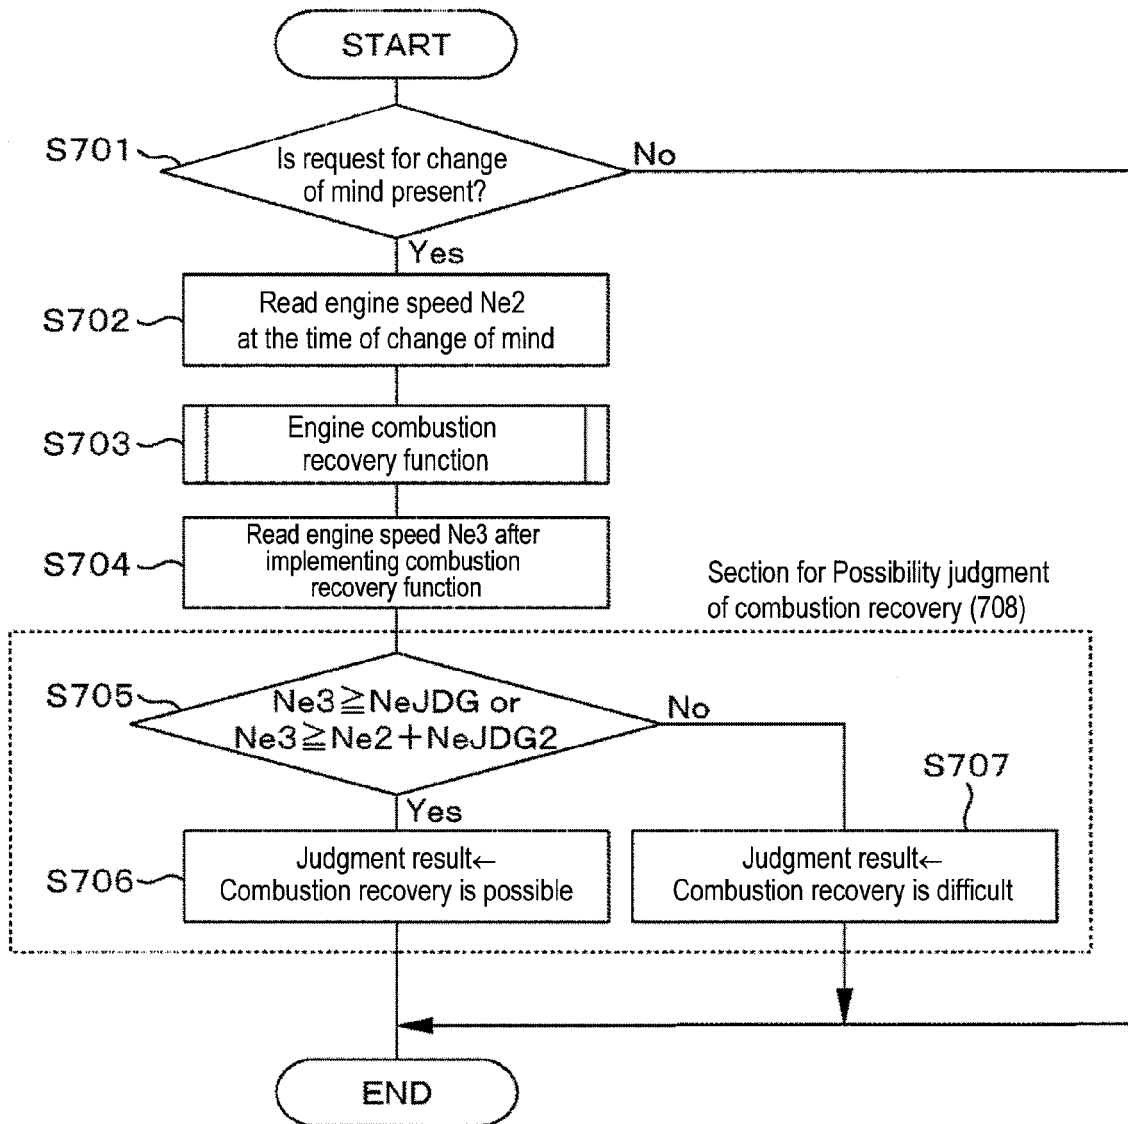 START
S701
Is request for change
of mind present?
No
Yes
S702
Read engine speed Ne2
at the time of change of mind
S703
Engine combustion
recovery function
S704
Read engine speed Ne3 after
implementing combustion
recovery function
Section for Possibility judgment
of combustion recovery (708)
S705
Ne3≧NeJDG or
Ne3≧Ne2+NeJDG2
No
Yes
S707
S706
Judgment result←
Combustion recovery is possible
Judgment result←
Combustion recovery is difficult
END